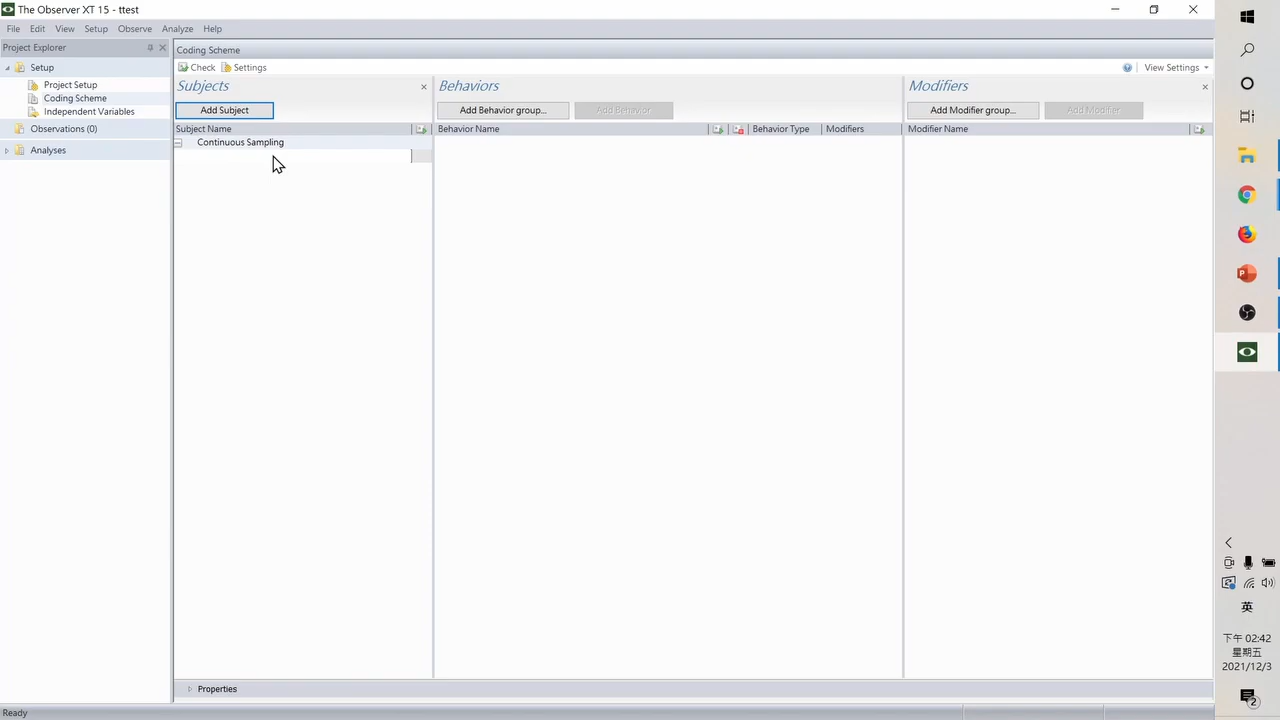 The Observer XT 15 - ttest
File Edit View Setup Observe Analyze Help
Project Explorer
Setup
Project Setup
Coding Scheme
Independent Variables
Observations (0)
Analyses
Coding Scheme
Check Settings
View Settings
Subjects
Add Subject
Subject Name
Continuous Sampling
Behaviors
Add Behavior group...
Add Behavior
Behavior Name
Behavior Type
Modifiers
Modifiers
Add Modifier group...
Add Modifier
Modifier Name
Properties
Ready
英
下午 02:42
星期五
2021/12/3
2